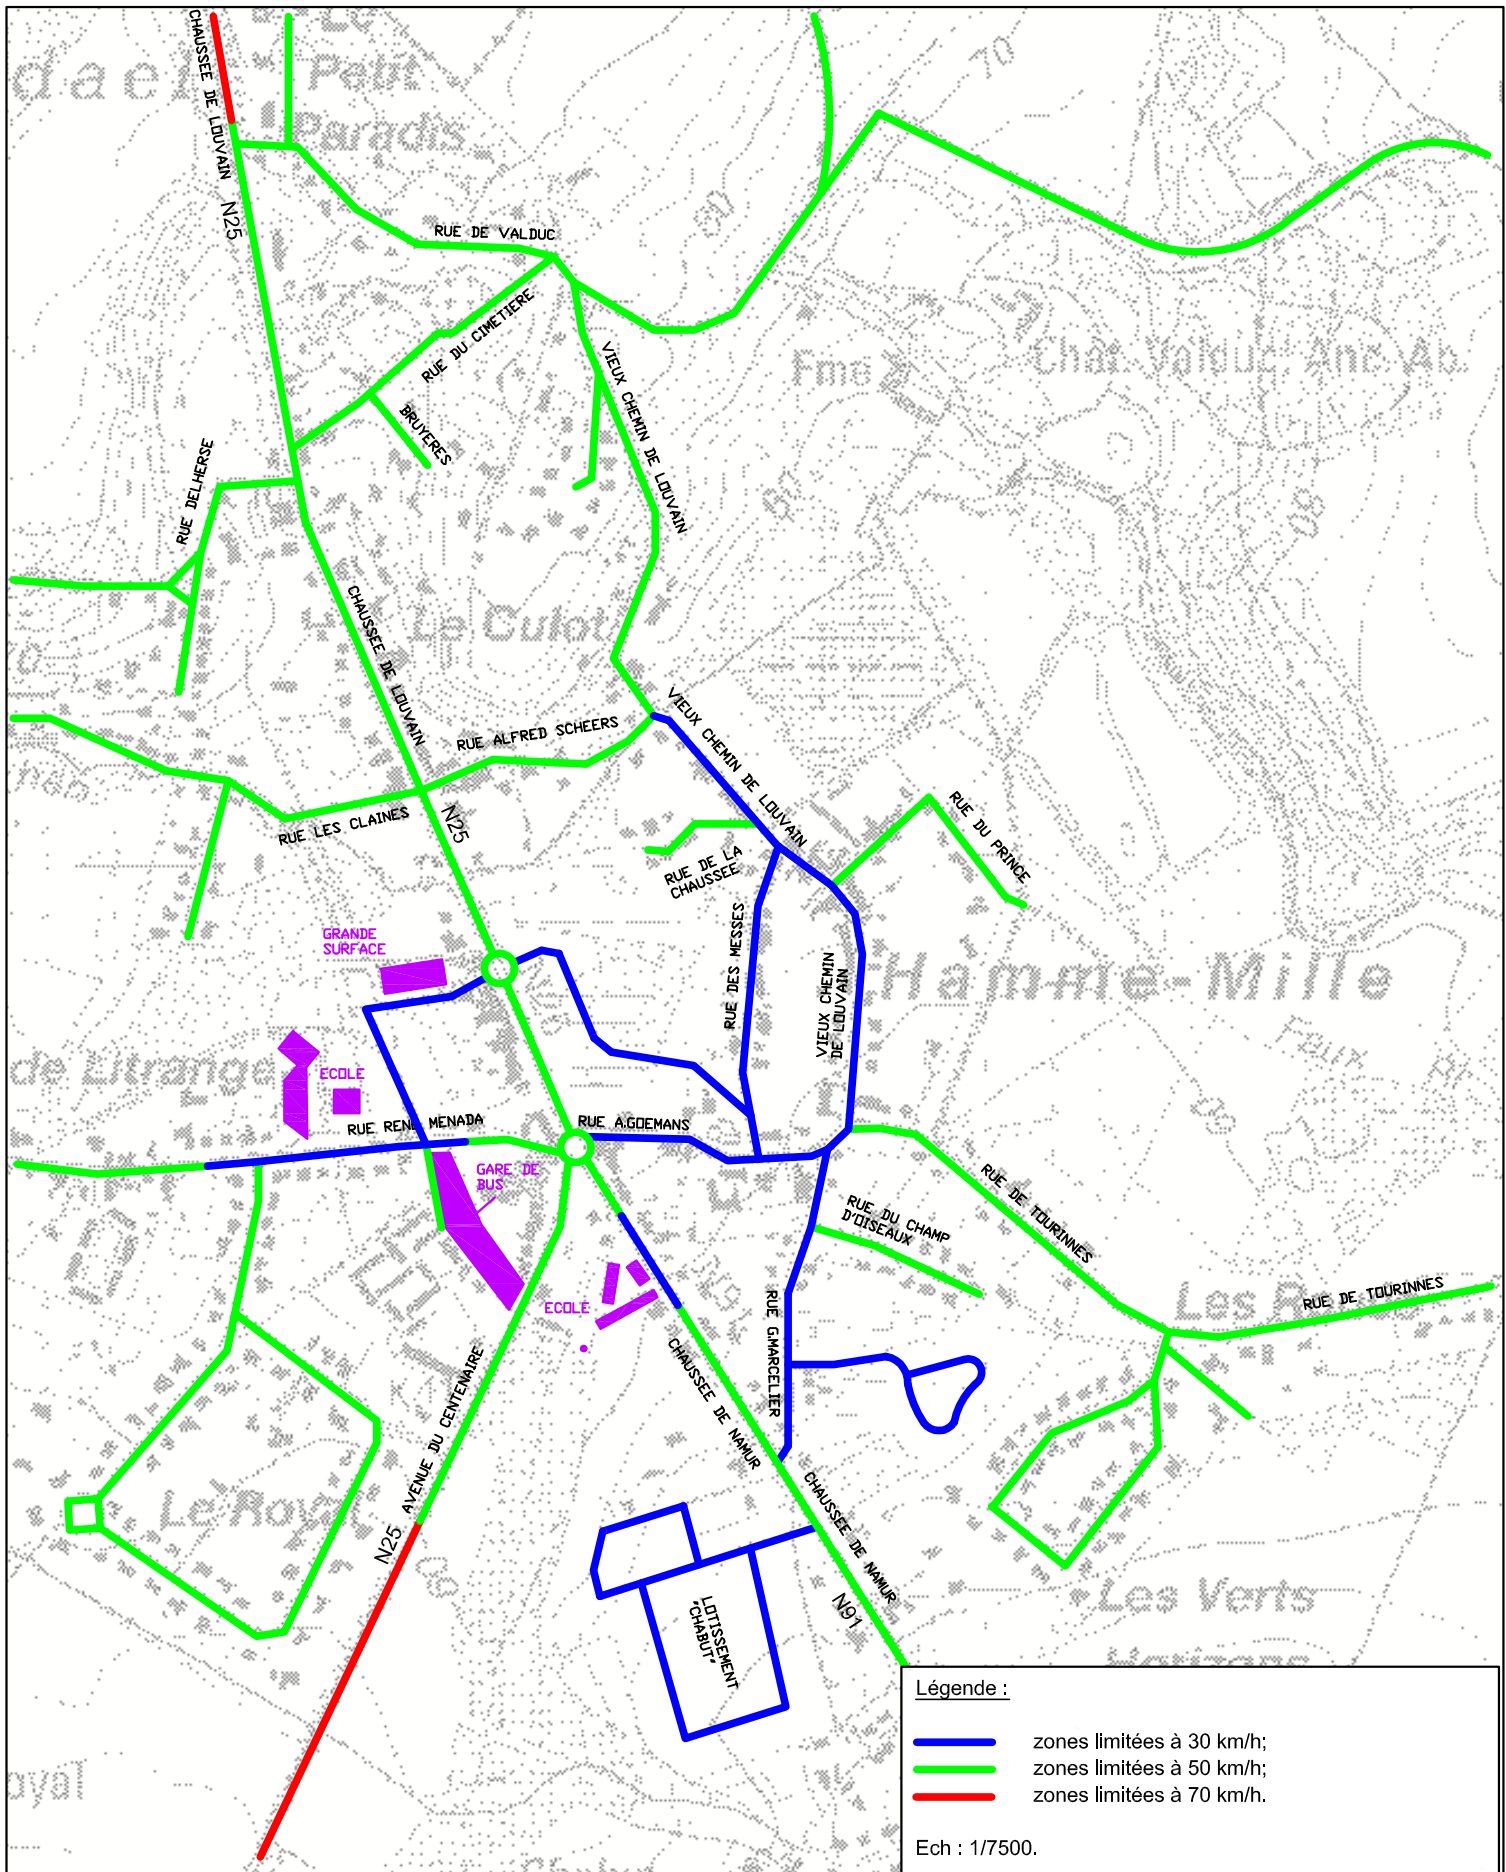 dael
Le
Petit
Paradis
70
CHAUSSEE DE LOUVAIN
N25
RUE DE VALDUC
RUE DU CIMETIERE
BRUYERES
VIEUX CHEMIN DE LOUVAIN
Fme
RUE DELHERSE
CHAUSSEE DE LOUVAIN
Le Culot
RUE ALFRED SCHEERS
VIEUX CHEMIN DE LOUVAIN
RUE LES CLAINES
N25
RUE DE LA
CHAUSSEE
RUE DU PRINCE
RUE DES MESSES
GRANDE
SURFACE
VIEUX CHEMIN
DE LOUVAIN
Hamme-Mille
ECOLE
RUE RENE MENADA
RUE A.GOEMANS
GARE DE
BUS
RUE DU CHAMP
D'OISEAUX
RUE DE TOURINNES
RUE DE TOURINNES
ECOLE
RUE G.MARCELIER
CHAUSSEE DE NAMUR
AVENUE DU CENTENAIRE
N25
Le Royal
CHAUSSEE DE NAMUR
N91
LOTISSEMENT
"CHABUT"
Les Verts
oyal
Légende :
zones limitées à 30 km/h;
zones limitées à 50 km/h;
zones limitées à 70 km/h.
Ech : 1/7500.